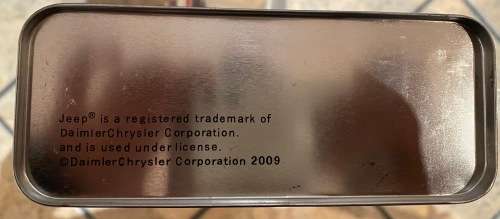 Jeep® is a registered trademark of
DaimlerChrysler Corporation.
and is used under license.
©DaimlerChrysler Corporation 2009